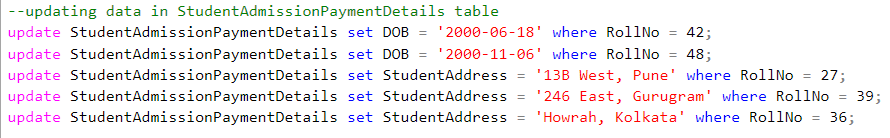 --updating data in StudentAdmissionPaymentDetails table
update StudentAdmissionPaymentDetails set DOB = '2000-06-18' where RollNo = 42;
update StudentAdmissionPaymentDetails set DOB = '2000-11-06' where RollNo = 48;
update StudentAdmissionPaymentDetails set StudentAddress = '13B West, Pune' where RollNo = 27;
update StudentAdmissionPaymentDetails set StudentAddress = '246 East, Gurugram' where RollNo = 39;
update StudentAdmissionPaymentDetails set StudentAddress = 'Howrah, Kolkata' where RollNo = 36;